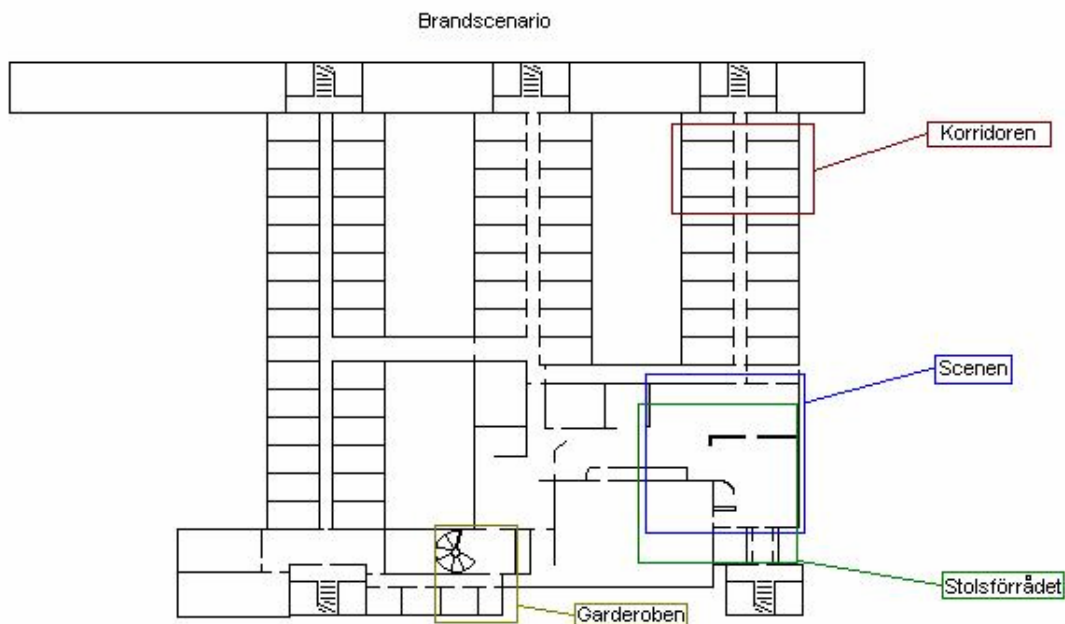 Brandscenario
Korridoren
Scenen
Stolsförrådet
Garderoben